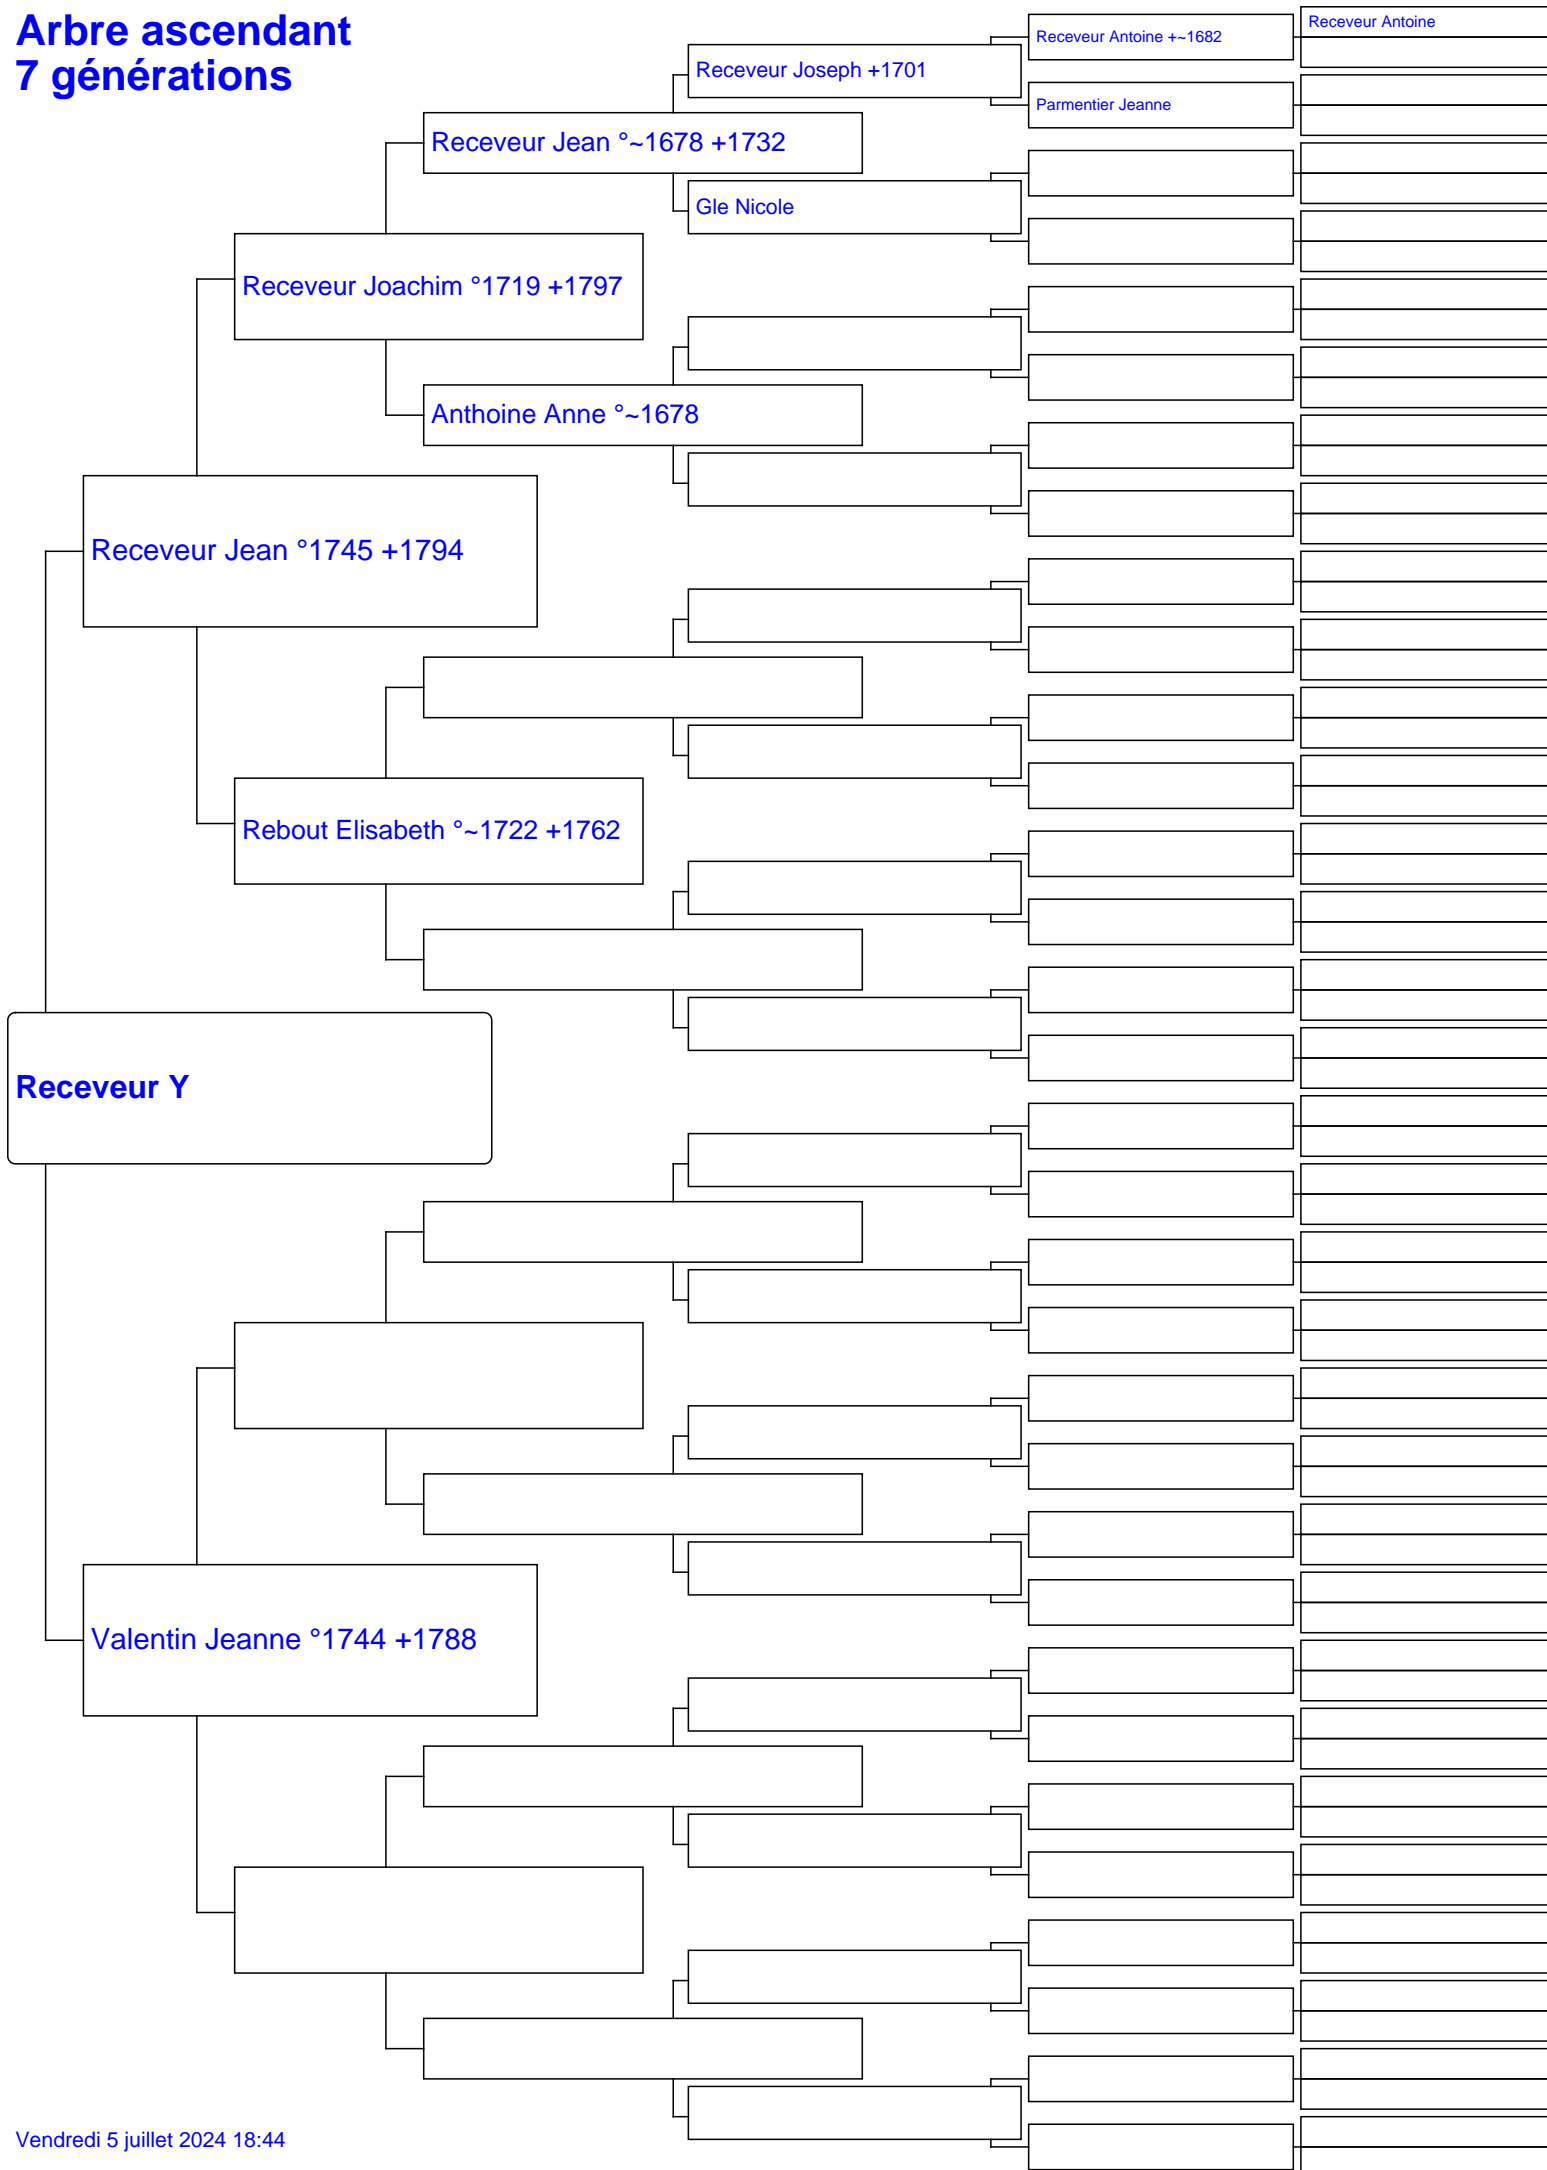 Arbre ascendant
7 générations
Receveur Antoine
Receveur Antoine +~1682
Receveur Joseph +1701
Parmentier Jeanne
Receveur Jean °~1678 +1732
Gle Nicole
Receveur Joachim °1719 +1797
Anthoine Anne °~1678
Receveur Jean °1745 +1794
Rebout Elisabeth °~1722 +1762
Receveur Y
Valentin Jeanne °1744 +1788
Vendredi 5 juillet 2024 18:44